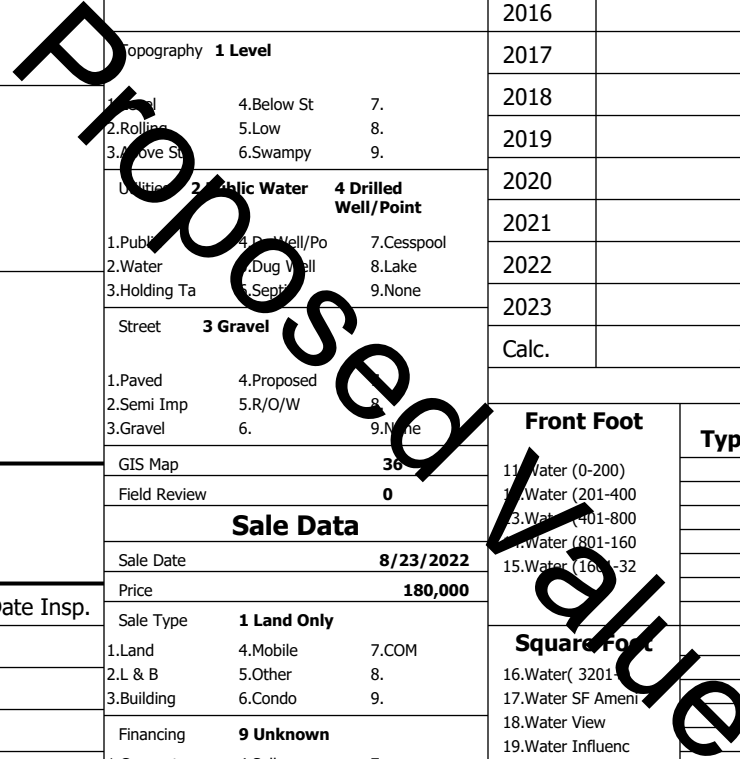 Proposed Value
Topography 1 Level
4.Below St 7.
2.Rolling 5.Low 8.
3.Above St 6.Swampy 9.
Utilities 2 Public Water 4 Drilled
Well/Point
1.Public 4.Dr Well/Po 7.Cesspool
2.Water 5.Dug Well 8.Lake
3.Holding Ta 6.Septic 9.None
Street 3 Gravel
1.Paved 4.Proposed
2.Semi Imp 5.R/O/W 8.
3.Gravel 6. 9.None
GIS Map 36
Field Review 0
Sale Data
Sale Date 8/23/2022
Price 180,000
Sale Type 1 Land Only
1.Land 4.Mobile 7.COM
2.L & B 5.Other 8.
3.Building 6.Condo 9.
Financing 9 Unknown
Date Insp.
2016
2017
2018
2019
2020
2021
2022
2023
Calc.
Front Foot
Typ
11.Water (0-200)
12.Water (201-400
13.Water (401-800
14.Water (801-160
15.Water (1601-32
Square Foot
16.Water( 3201-
17.Water SF Ameni
18.Water View
19.Water Influenc